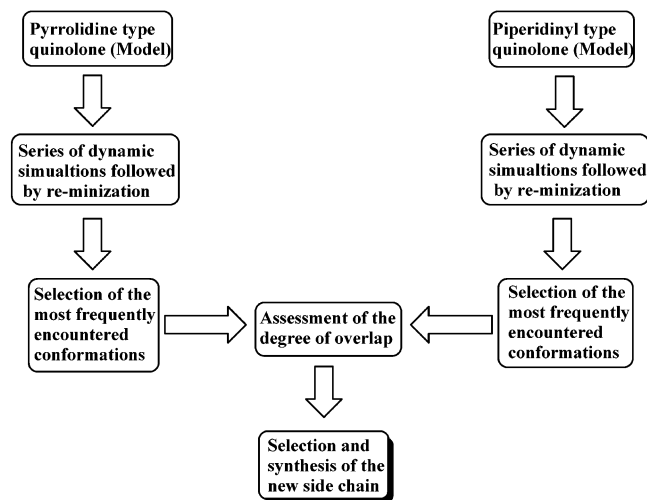 Pyrrolidine type
quinolone (Model)
Piperidinyl type
quinolone (Model)
Series of dynamic
simualtions followed
by re-minization
Series of dynamic
simualtions followed
by re-minization
Selection of the
most frequently
encountered
conformations
Assessment of the
degree of overlap
Selection of the
most frequently
encountered
conformations
Selection and
synthesis of the
new side chain